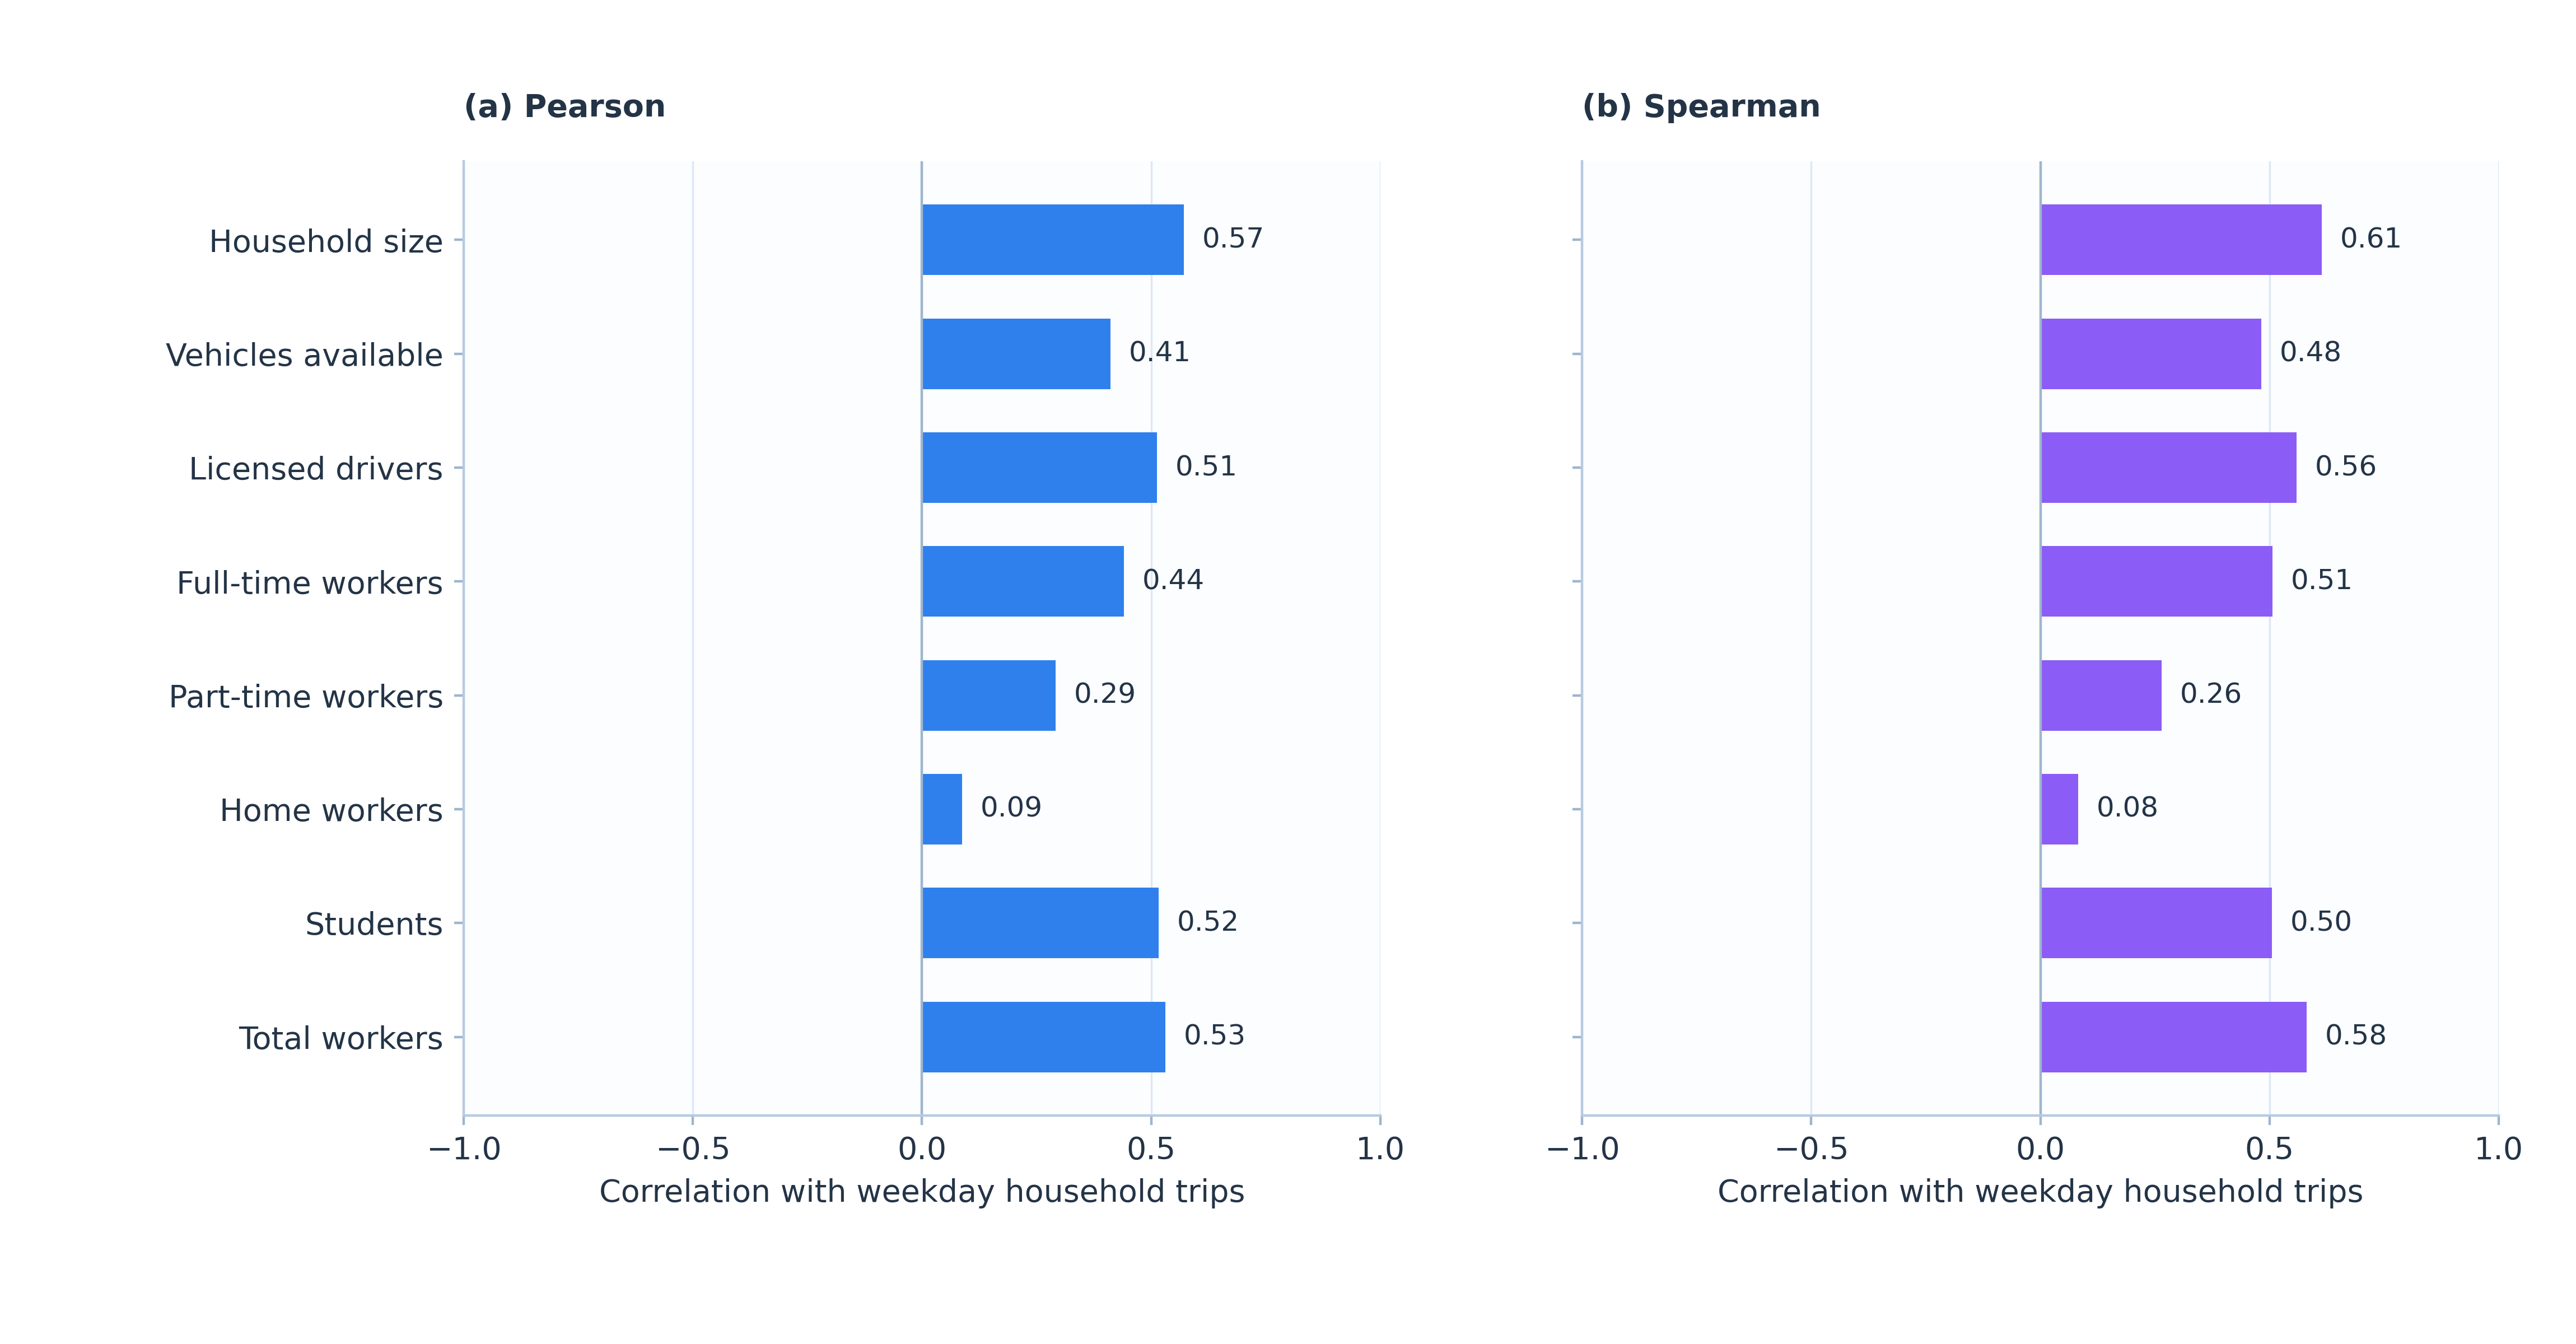 (a) Pearson
Household size
0.57
Vehicles available
0.41
Licensed drivers
0.51
Full-time workers
0.44
Part-time workers
0.29
Home workers
0.09
Students
0.52
Total workers
0.53
−1.0 −0.5 0.0 0.5 1.0
Correlation with weekday household trips
(b) Spearman
0.61
0.48
0.56
0.51
0.26
0.08
0.50
0.58
−1.0 −0.5 0.0 0.5 1.0
Correlation with weekday household trips